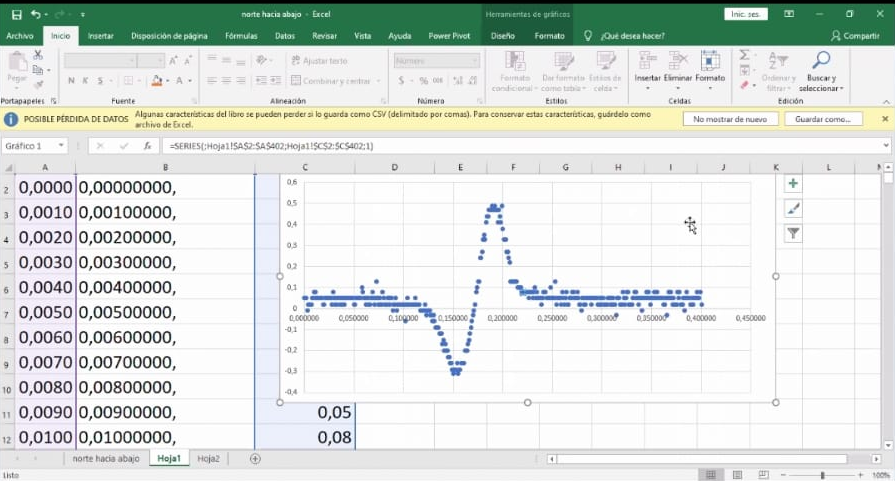 norte hacia abajo - Excel
Herramientas de gráficos
Inic. ses.
Archivo Inicio Insertar Disposición de página Fórmulas Datos Revisar Vista Ayuda Power Pivot Diseño Formato ¿Qué desea hacer? Compartir
Pegar
N K S
Ajustar texto
Combinar y centrar
Número
$ % 000
Formato condicional
Dar formato como tabla
Estilos de celda
Insertar Eliminar Formato
Ordenar y filtrar
Buscar y seleccionar
Portapapeles Fuente Alineación Número Estilos Celdas Edición
POSIBLE PÉRDIDA DE DATOS Algunas características del libro se pueden perder si lo guarda como CSV (delimitado por comas). Para conservar estas características, guárdelo como
archivo de Excel.
No mostrar de nuevo
Guardar como...
Gráfico 1
=SERIES(;Hoja1!$A$2:$A$402;Hoja1!$C$2:$C$402;1)
A B C D E F G H I J K L
2 0,0000 0,00000000,
3 0,0010 0,00100000,
4 0,0020 0,00200000,
5 0,0030 0,00300000,
6 0,0040 0,00400000,
7 0,0050 0,00500000,
8 0,0060 0,00600000,
9 0,0070 0,00700000,
10 0,0080 0,00800000,
11 0,0090 0,00900000, 0,05
12 0,0100 0,01000000, 0,08
0,6
0,5
0,4
0,3
0,2
0,1
0
-0,1
-0,2
-0,3
-0,4
0,000000 0,050000 0,100000 0,150000 0,200000 0,250000 0,300000 0,350000 0,400000 0,450000
norte hacia abajo Hoja1 Hoja2
Listo
100%